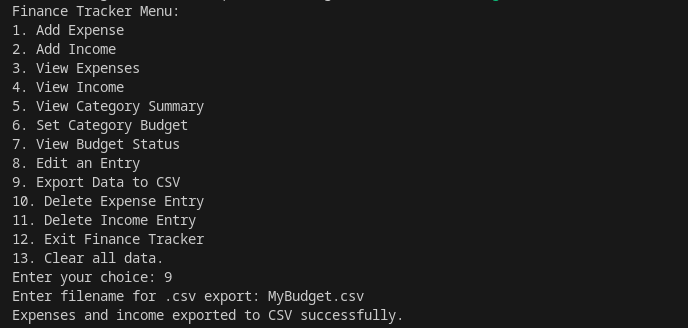 Finance Tracker Menu:
1. Add Expense
2. Add Income
3. View Expenses
4. View Income
5. View Category Summary
6. Set Category Budget
7. View Budget Status
8. Edit an Entry
9. Export Data to CSV
10. Delete Expense Entry
11. Delete Income Entry
12. Exit Finance Tracker
13. Clear all data.
Enter your choice: 9
Enter filename for .csv export: MyBudget.csv
Expenses and income exported to CSV successfully.